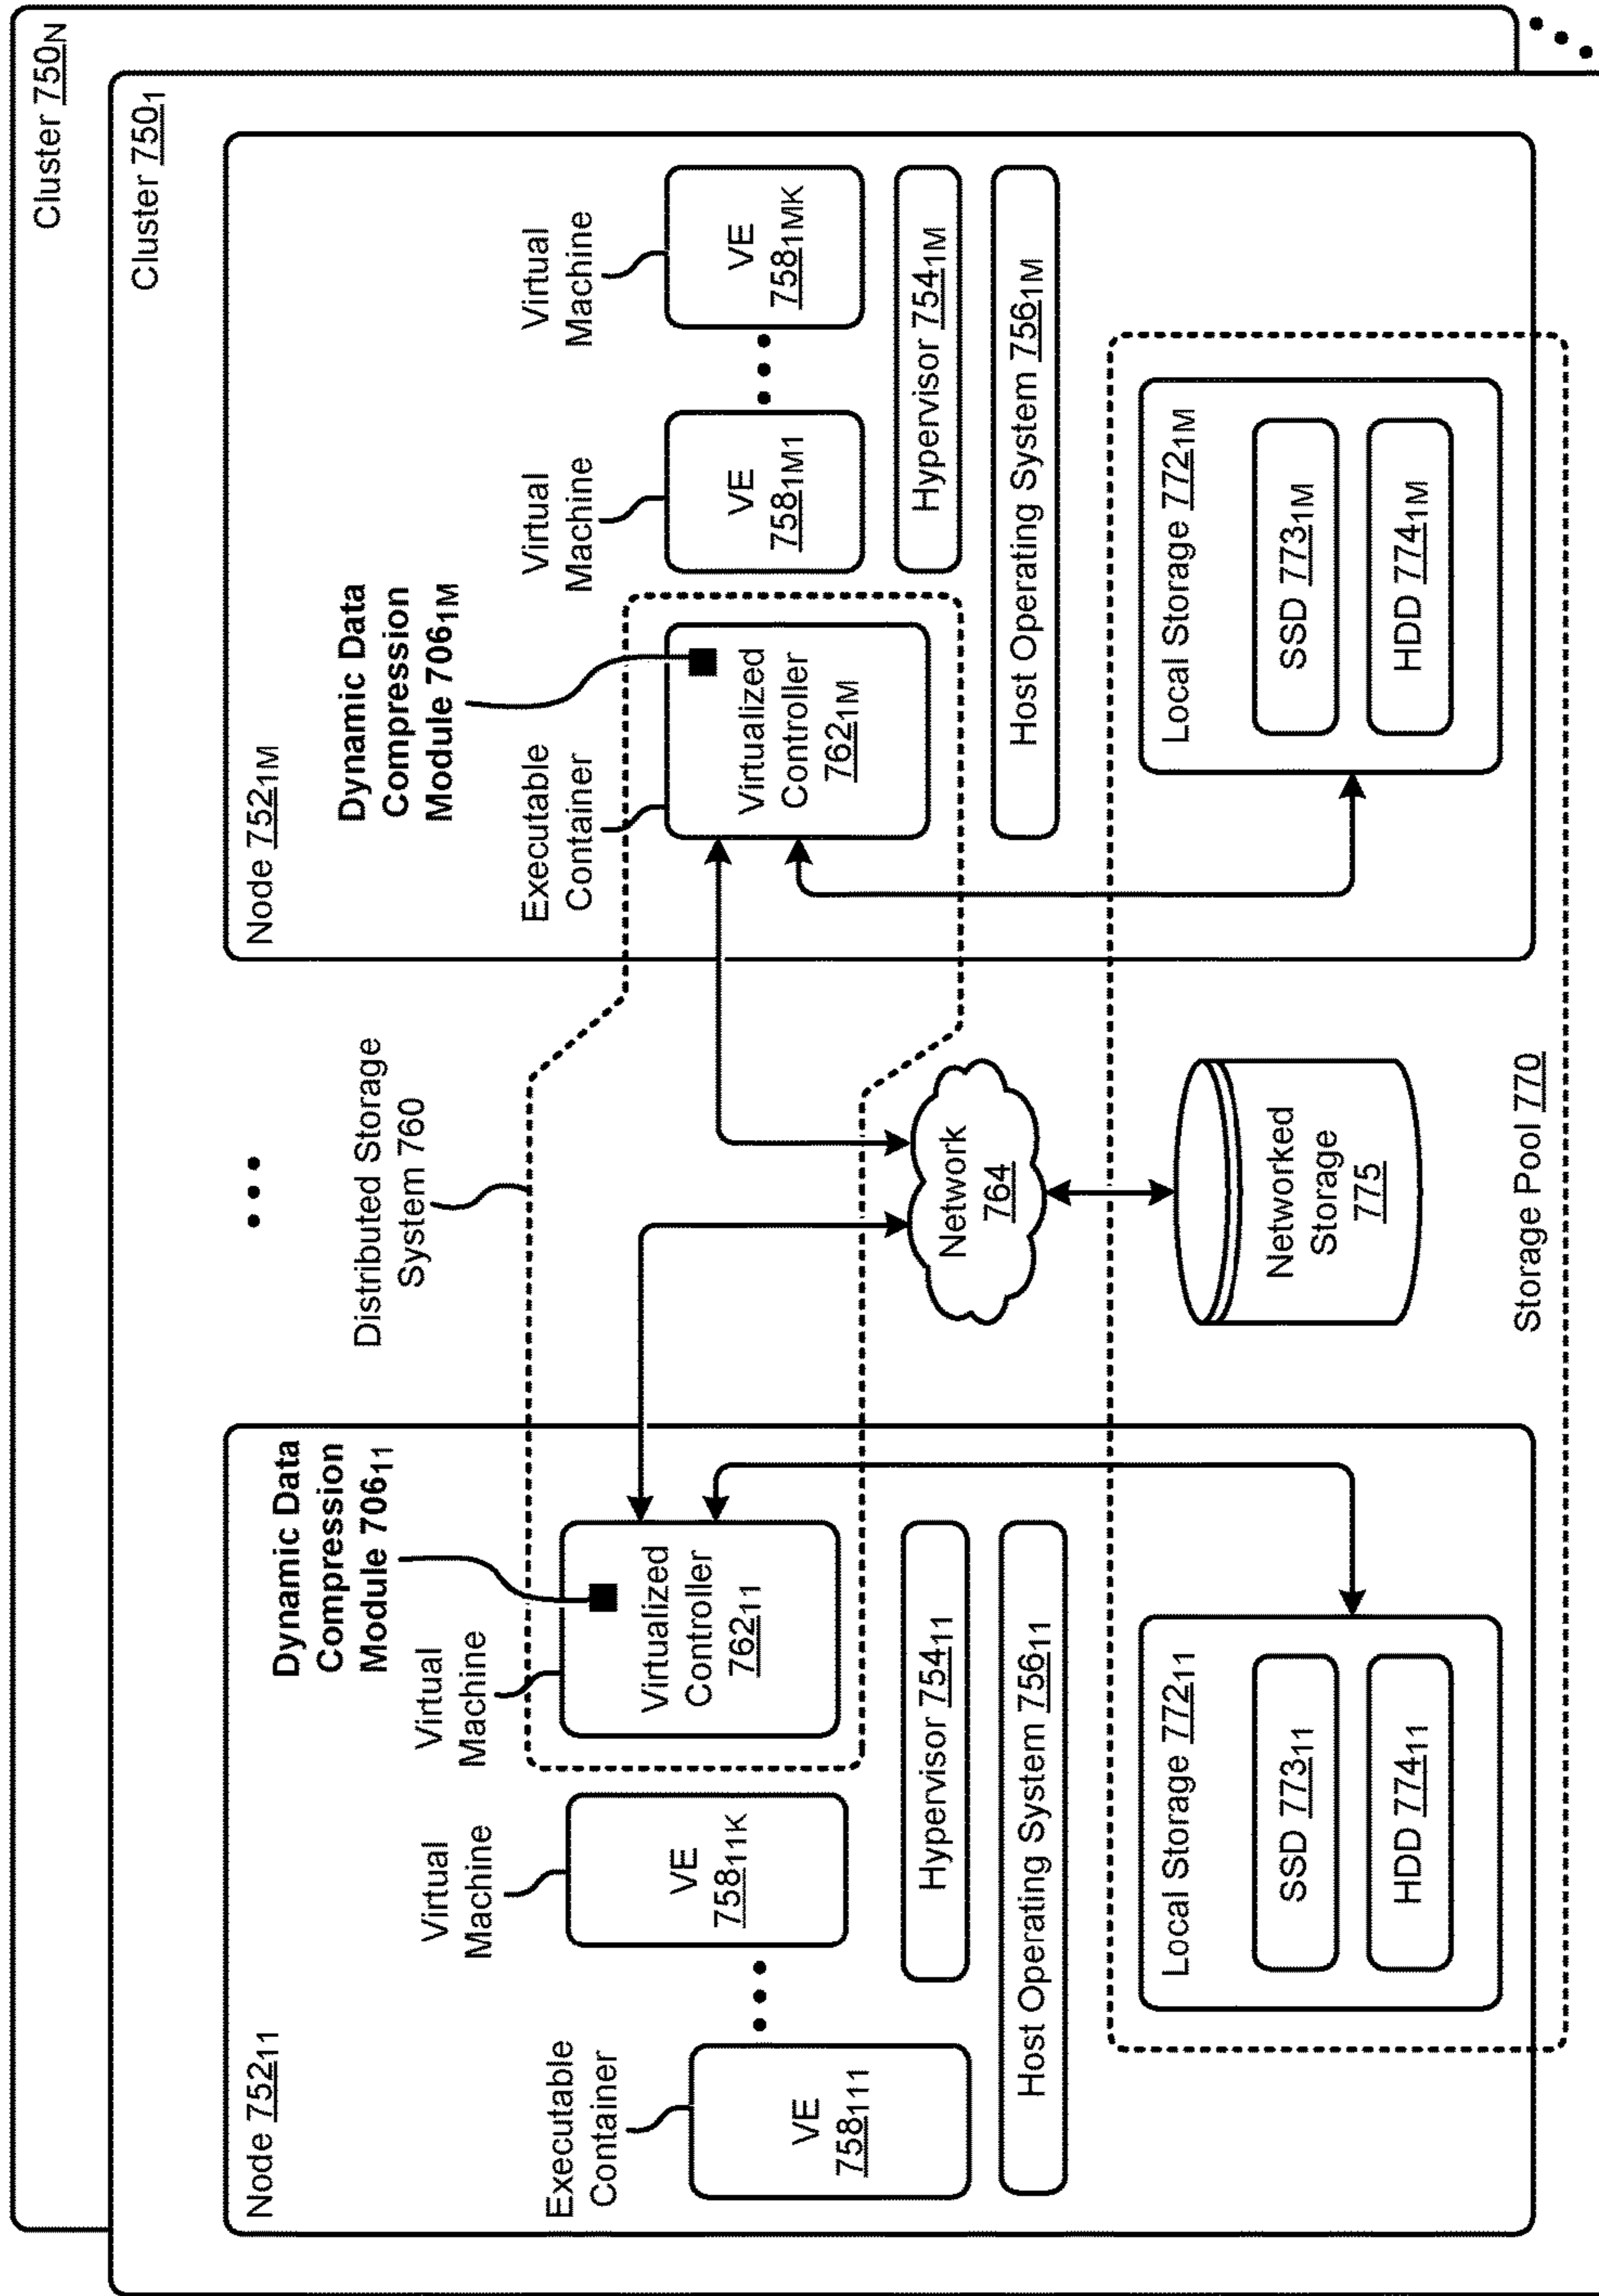 Cluster 750N
Cluster 7501
Node 75211
Dynamic Data
Compression
Module 70611
Virtual
Machine
Virtual
Machine
Executable
Container
VE
758111
VE
75811K
Virtualized
Controller
76211
Hypervisor 75411
Host Operating System 75611
Local Storage 77211
SSD 77311
HDD 77411
Distributed Storage
System 760
Network
764
Networked
Storage
775
Storage Pool 770
Node 7521M
Dynamic Data
Compression
Module 7061M
Executable
Container
Virtual
Machine
Virtual
Machine
Virtualized
Controller
7621M
VE
7581M1
VE
7581MK
Hypervisor 7541M
Host Operating System 7561M
Local Storage 7721M
SSD 7731M
HDD 7741M